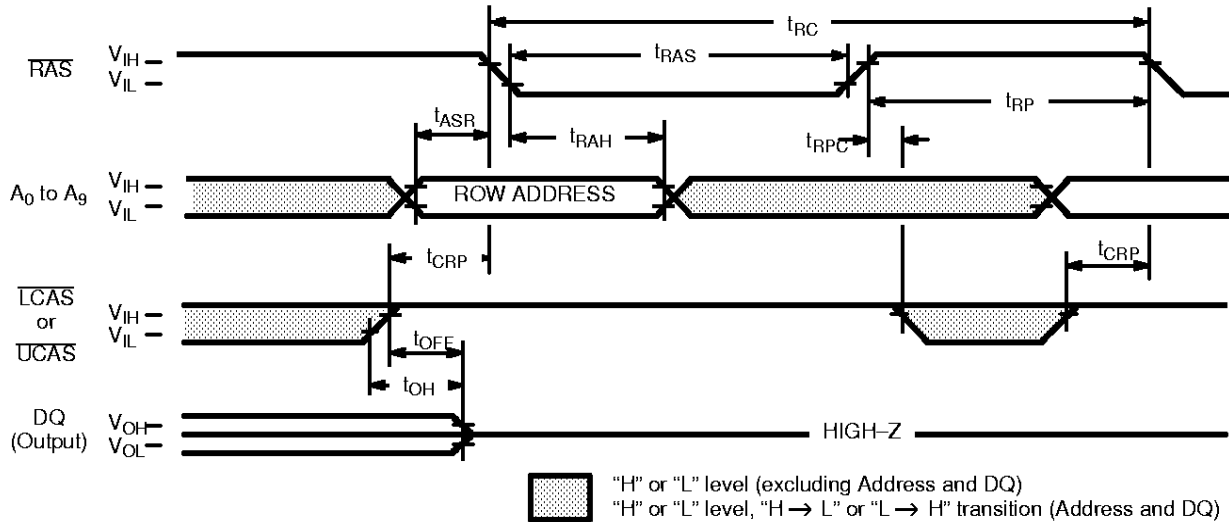 tRC
RAS VIH
VIL
tRAS
tRP
tASR
tRAH
tRPC
A0 to A9 VIH
VIL
ROW ADDRESS
tCRP
tCRP
LCAS
or
UCAS
VIH
VIL
tOFF
tOH
DQ
(Output)
VOH
VOL
HIGH–Z
“H” or “L” level (excluding Address and DQ)
“H” or “L” level, “H → L” or “L → H” transition (Address and DQ)